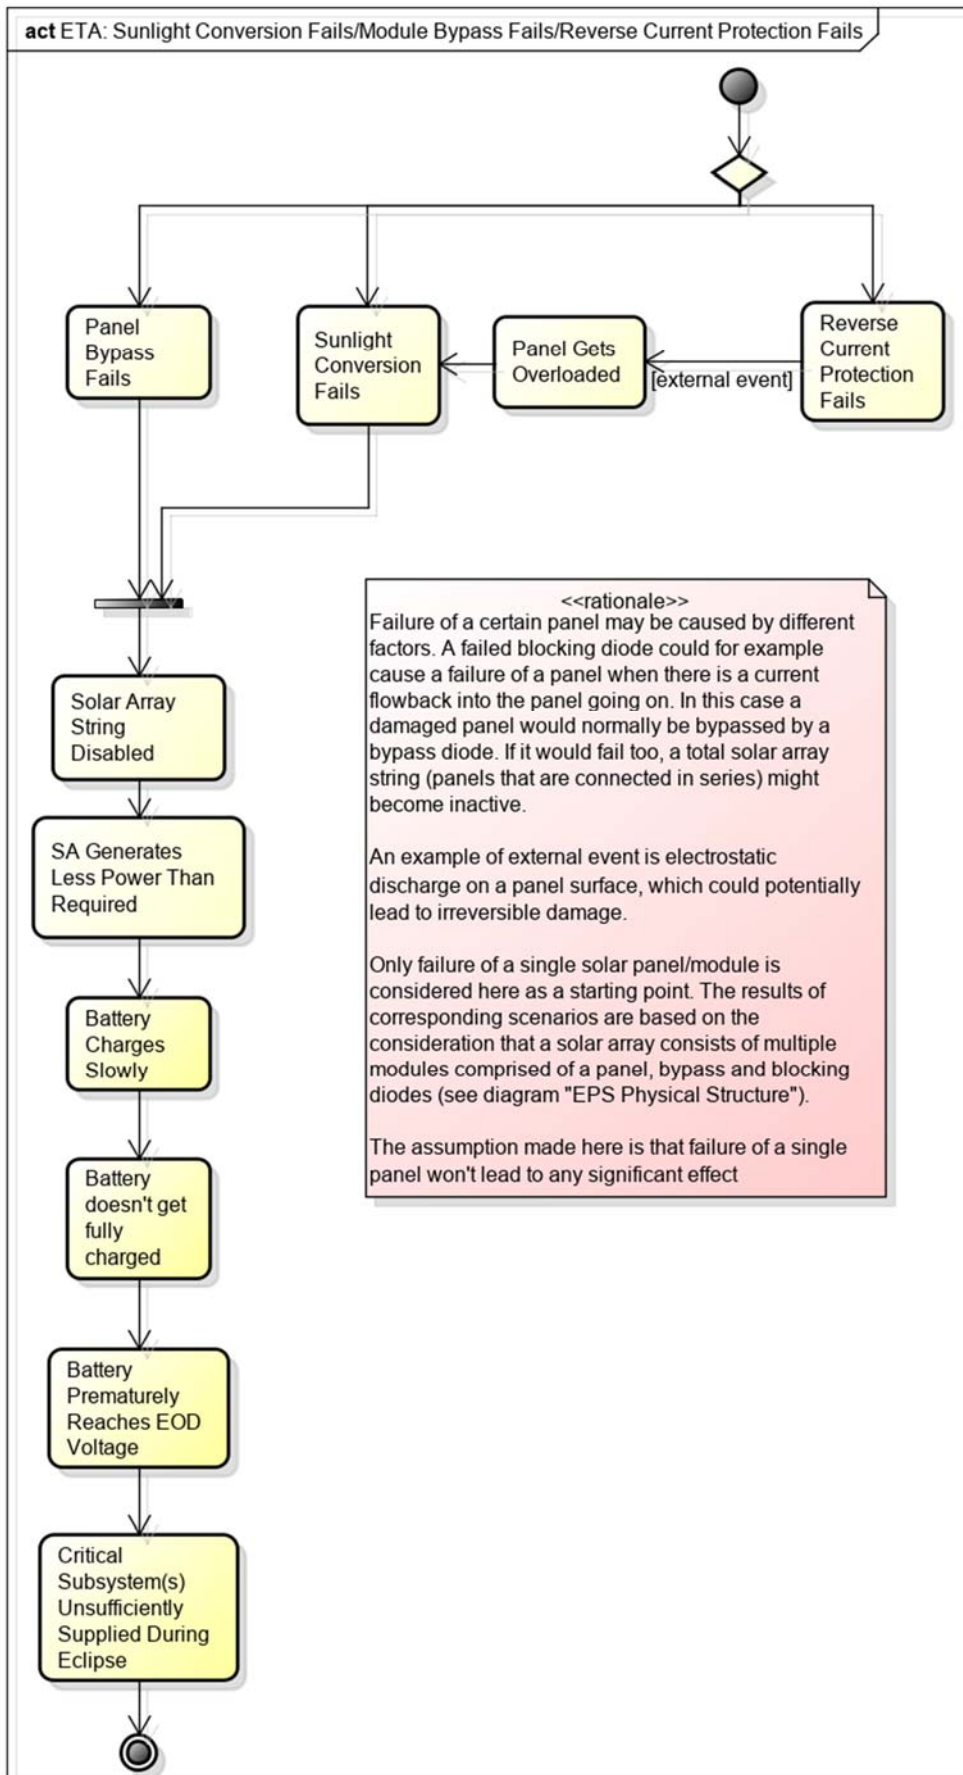 act ETA: Sunlight Conversion Fails/Module Bypass Fails/Reverse Current Protection Fails
Panel
Bypass
Fails
Sunlight
Conversion
Fails
Panel Gets
Overloaded
[external event]
Reverse
Current
Protection
Fails
<<rationale>>
Failure of a certain panel may be caused by different
factors. A failed blocking diode could for example
cause a failure of a panel when there is a current
flowback into the panel going on. In this case a
damaged panel would normally be bypassed by a
bypass diode. If it would fail too, a total solar array
string (panels that are connected in series) might
become inactive.
An example of external event is electrostatic
discharge on a panel surface, which could potentially
lead to irreversible damage.
Only failure of a single solar panel/module is
considered here as a starting point. The results of
corresponding scenarios are based on the
consideration that a solar array consists of multiple
modules comprised of a panel, bypass and blocking
diodes (see diagram "EPS Physical Structure").
The assumption made here is that failure of a single
panel won't lead to any significant effect
Solar Array
String
Disabled
SA Generates
Less Power Than
Required
Battery
Charges
Slowly
Battery
doesn't get
fully
charged
Battery
Prematurely
Reaches EOD
Voltage
Critical
Subsystem(s)
Unsufficiently
Supplied During
Eclipse